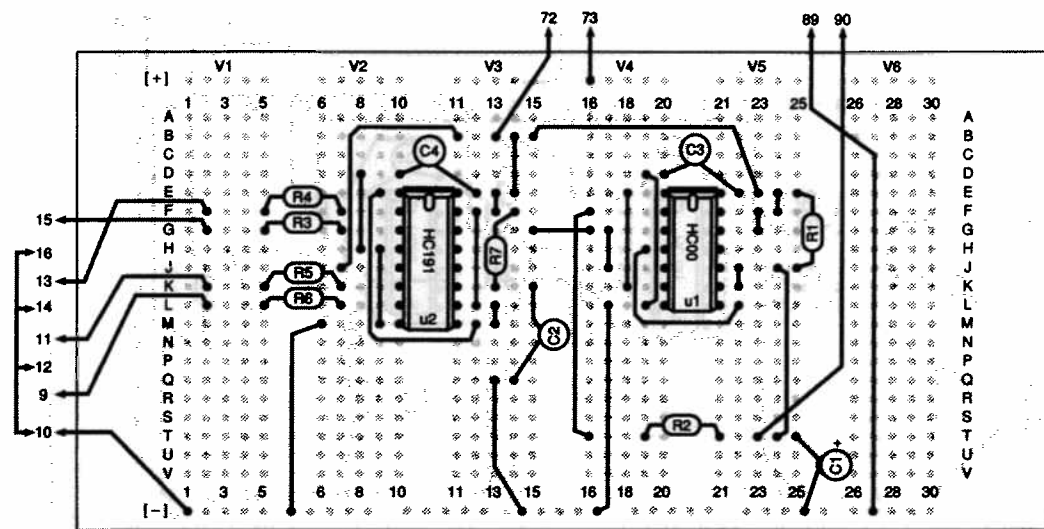 72 73 89 90
V1 V2 V3 V4 V5 V6
[+]
1 3 5 6 8 10 11 13 15 16 18 20 21 23 25 26 28 30
A A
B B
C C4 C3 C
D D
E R4 E
15 F R3 F
G R1 G
16 H HC191 R7 HC00 H
13 J R5 J
K K
14 L R6 u1 L
11 M u2 C2 M
N N
12 P P
9 Q Q
R R
S S
10 T R2 T
U C1 + U
V V
1 3 5 6 8 10 11 13 15 16 18 20 21 23 25 26 28 30
[-]